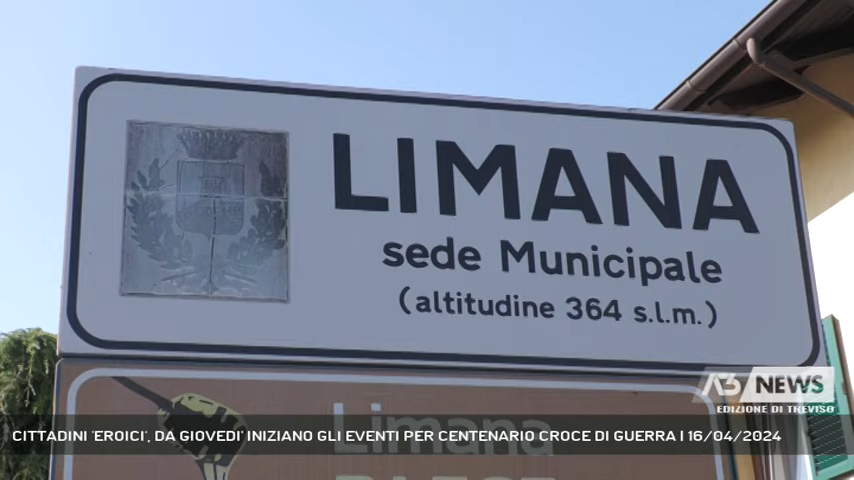 LIMANA
sede Municipale
(altitudine 364 s.l.m.)
A3 NEWS
EDIZIONE DI TREVISO
Limana
CITTADINI 'EROICI', DA GIOVEDI' INIZIANO GLI EVENTI PER CENTENARIO CROCE DI GUERRA | 16/04/2024